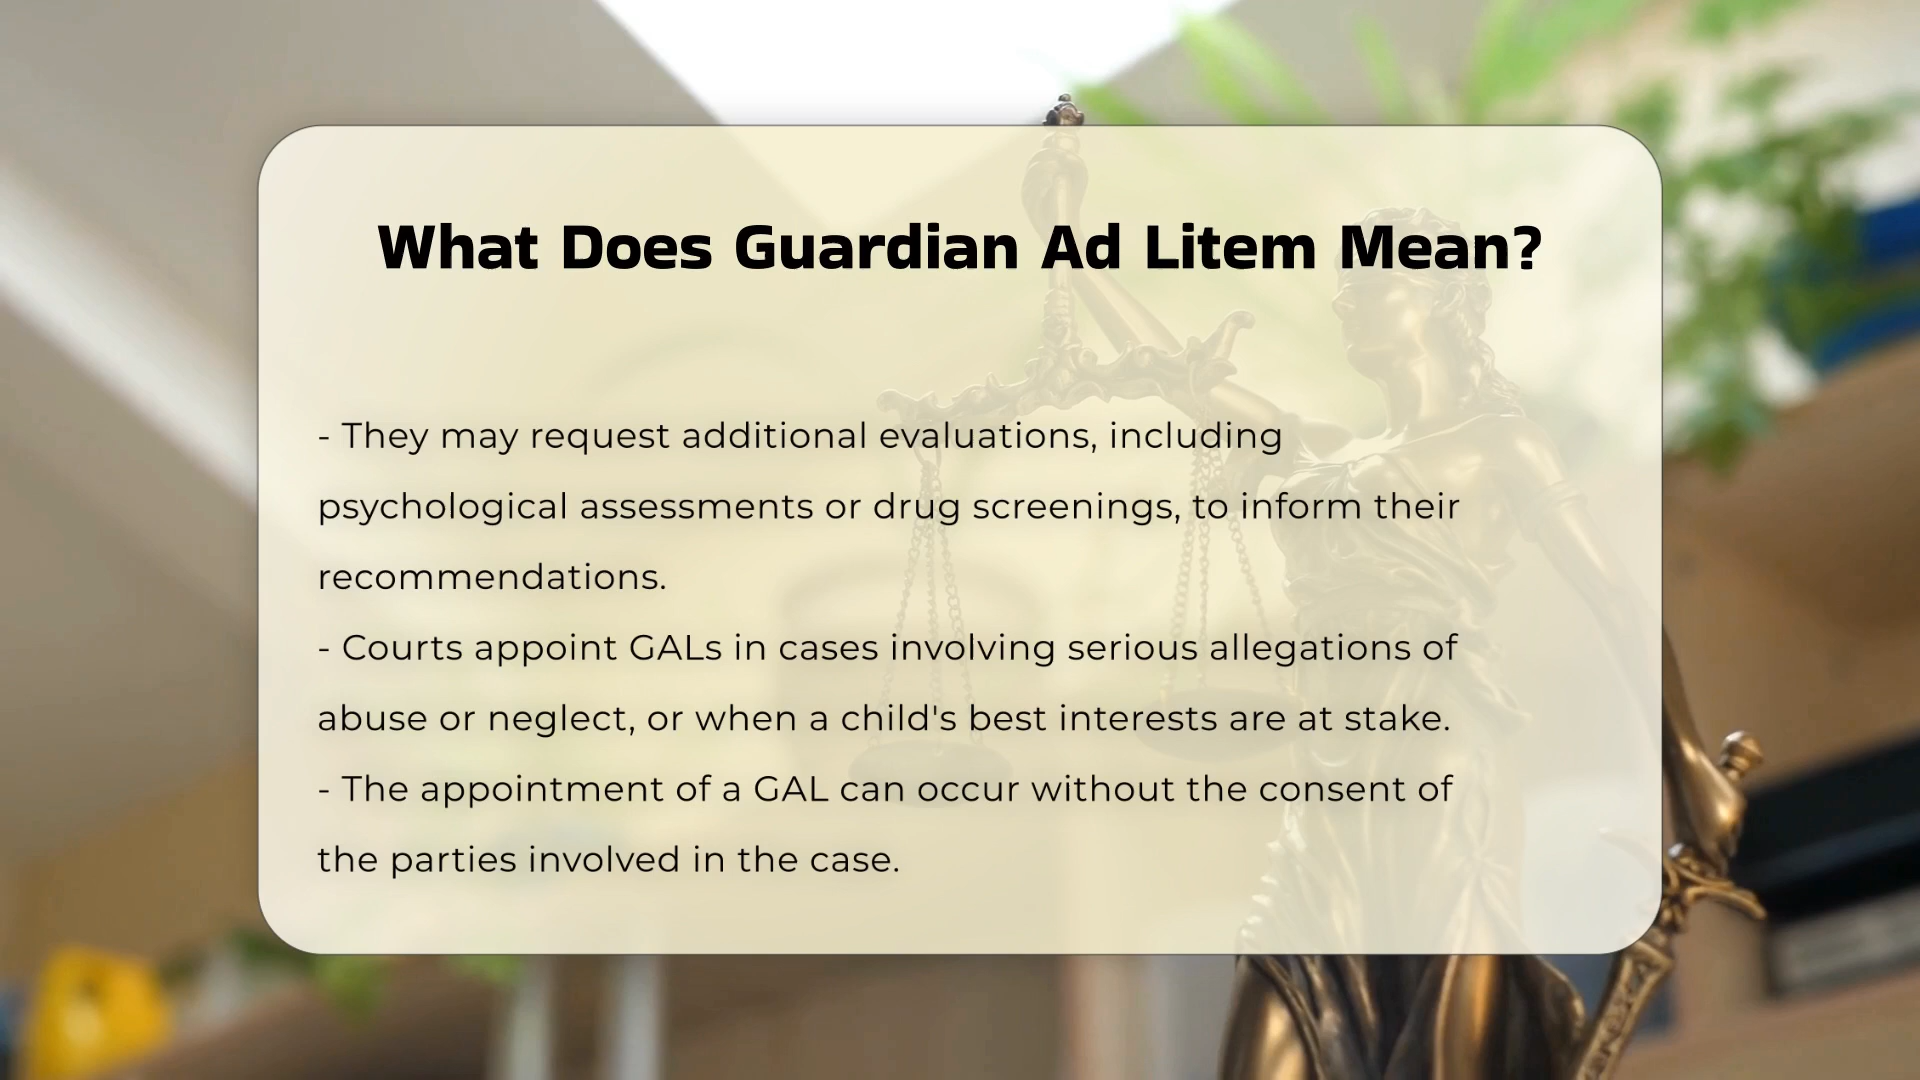 What Does Guardian Ad Litem Mean?
- They may request additional evaluations, including
psychological assessments or drug screenings, to inform their
recommendations.
- Courts appoint GALs in cases involving serious allegations of
abuse or neglect, or when a child's best interests are at stake.
- The appointment of a GAL can occur without the consent of
the parties involved in the case.